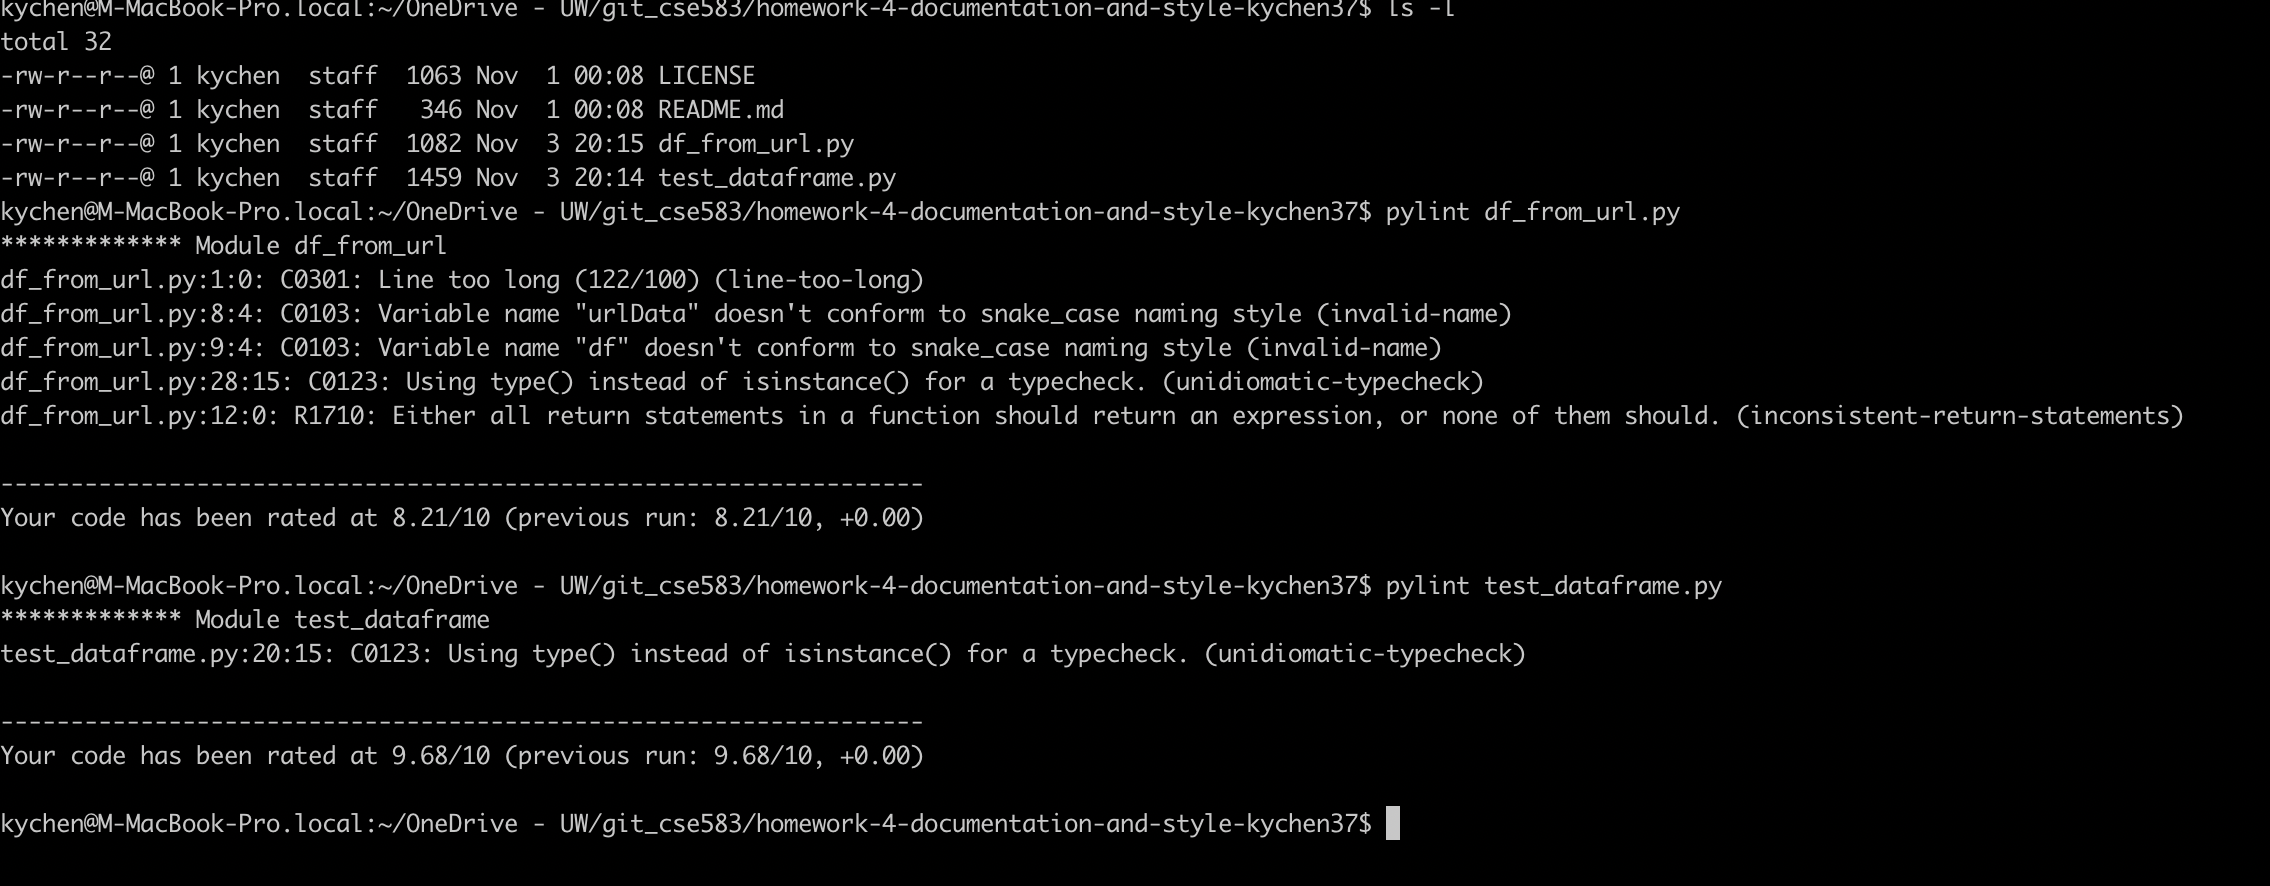 kychen@M-MacBook-Pro.local:~/OneDrive - UW/git_cse583/homework-4-documentation-and-style-kychen37$ ls -l
total 32
-rw-r--r--@ 1 kychen  staff  1063 Nov  1 00:08 LICENSE
-rw-r--r--@ 1 kychen  staff   346 Nov  1 00:08 README.md
-rw-r--r--@ 1 kychen  staff  1082 Nov  3 20:15 df_from_url.py
-rw-r--r--@ 1 kychen  staff  1459 Nov  3 20:14 test_dataframe.py
kychen@M-MacBook-Pro.local:~/OneDrive - UW/git_cse583/homework-4-documentation-and-style-kychen37$ pylint df_from_url.py
************* Module df_from_url
df_from_url.py:1:0: C0301: Line too long (122/100) (line-too-long)
df_from_url.py:8:4: C0103: Variable name "urlData" doesn't conform to snake_case naming style (invalid-name)
df_from_url.py:9:4: C0103: Variable name "df" doesn't conform to snake_case naming style (invalid-name)
df_from_url.py:28:15: C0123: Using type() instead of isinstance() for a typecheck. (unidiomatic-typecheck)
df_from_url.py:12:0: R1710: Either all return statements in a function should return an expression, or none of them should. (inconsistent-return-statements)

------------------------------------------------------------------
Your code has been rated at 8.21/10 (previous run: 8.21/10, +0.00)

kychen@M-MacBook-Pro.local:~/OneDrive - UW/git_cse583/homework-4-documentation-and-style-kychen37$ pylint test_dataframe.py
************* Module test_dataframe
test_dataframe.py:20:15: C0123: Using type() instead of isinstance() for a typecheck. (unidiomatic-typecheck)

------------------------------------------------------------------
Your code has been rated at 9.68/10 (previous run: 9.68/10, +0.00)

kychen@M-MacBook-Pro.local:~/OneDrive - UW/git_cse583/homework-4-documentation-and-style-kychen37$